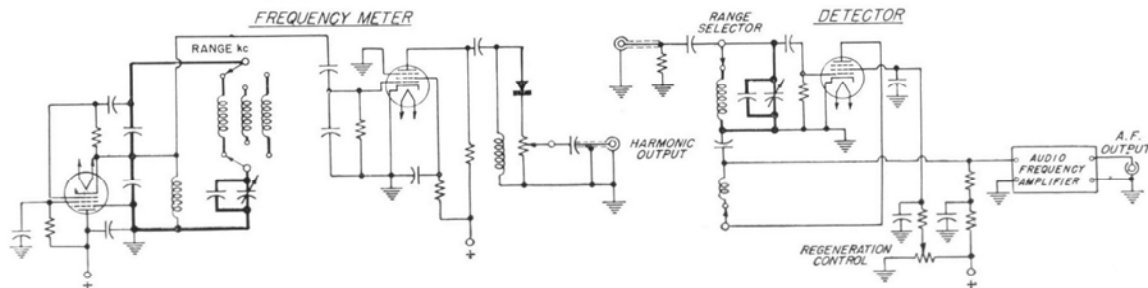 FREQUENCY METER
RANGE kc
HARMONIC
OUTPUT
+
+
RANGE
SELECTOR
DETECTOR
A.F.
OUTPUT
AUDIO
FREQUENCY
AMPLIFIER
REGENERATION
CONTROL
+